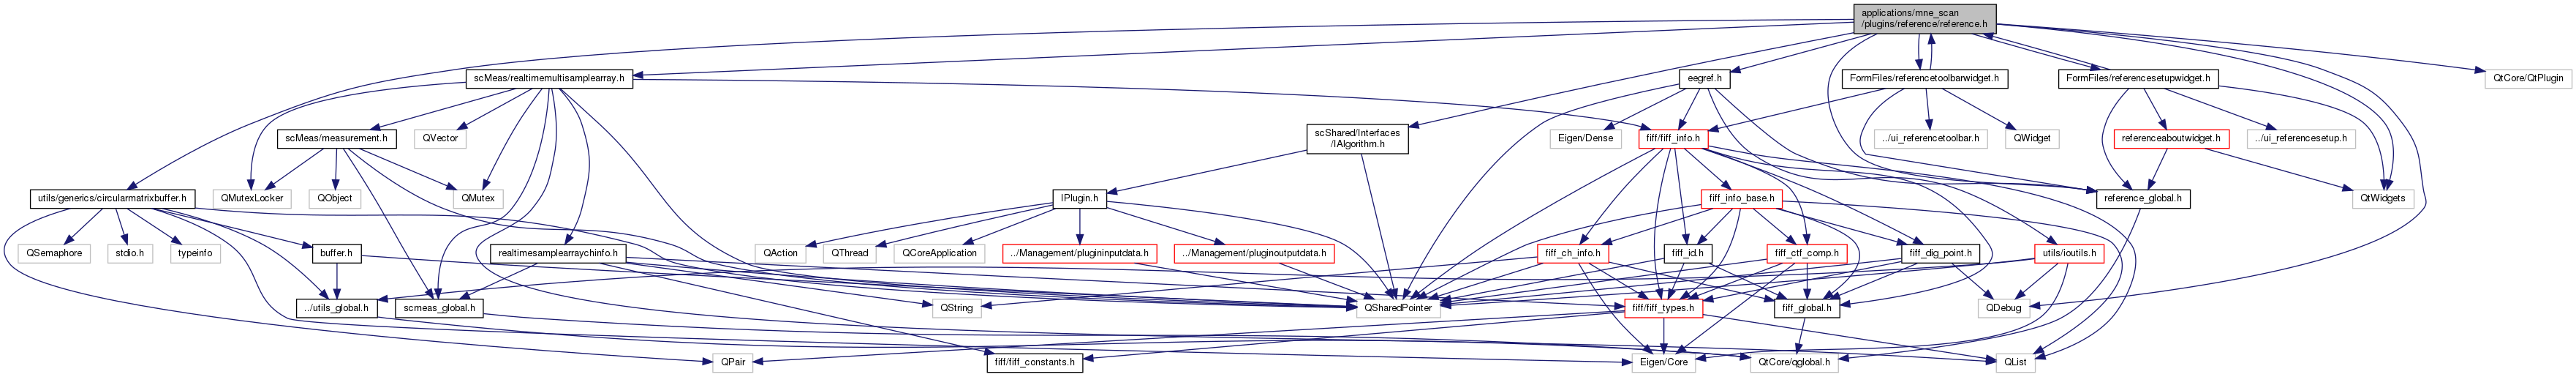 applications/mne_scan
/plugins/reference/reference.h
scMeas/realtimemultisamplearray.h
eegref.h
FormFiles/referencetoolbarwidget.h
FormFiles/referencesetupwidget.h
QtCore/QtPlugin
scMeas/measurement.h
QVector
scShared/Interfaces
/IAlgorithm.h
Eigen/Dense
fiff/fiff_info.h
../ui_referencetoolbar.h
QWidget
referenceaboutwidget.h
../ui_referencesetup.h
utils/generics/circularmatrixbuffer.h
QMutexLocker
QObject
QMutex
IPlugin.h
fiff_info_base.h
reference_global.h
QtWidgets
QSemaphore
stdio.h
typeinfo
buffer.h
realtimesamplearraychinfo.h
QAction
QThread
QCoreApplication
../Management/plugininputdata.h
../Management/pluginoutputdata.h
fiff_ch_info.h
fiff_id.h
fiff_ctf_comp.h
fiff_dig_point.h
utils/ioutils.h
../utils_global.h
scmeas_global.h
QString
QSharedPointer
fiff/fiff_types.h
fiff_global.h
QDebug
QPair
fiff/fiff_constants.h
Eigen/Core
QtCore/qglobal.h
QList